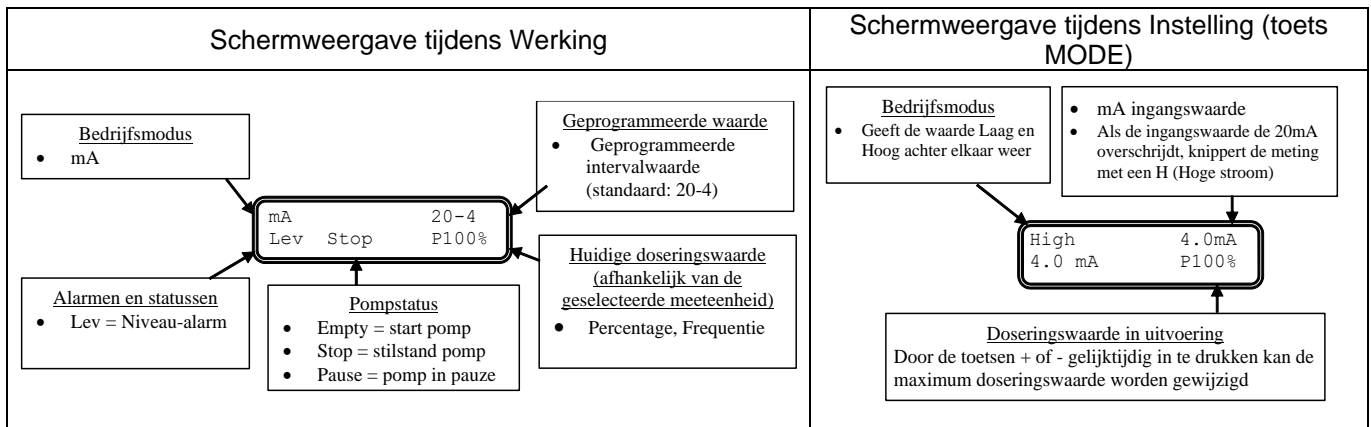 Schermweergave tijdens Werking
Schermweergave tijdens Instelling (toets
MODE)
Bedrijfsmodus
• mA
Geprogrammeerde waarde
• Geprogrammeerde
intervalwaarde
(standaard: 20-4)
mA 20-4
Lev Stop P100%
Alarmen en statussen
• Lev = Niveau-alarm
Pompstatus
• Empty = start pomp
• Stop = stilstand pomp
• Pause = pomp in pauze
Huidige doseringswaarde
(afhankelijk van de
geselecteerde meeteenheid)
• Percentage, Frequentie
Bedrijfsmodus
• Geeft de waarde Laag en
Hoog achter elkaar weer
• mA ingangswaarde
• Als de ingangswaarde de 20mA
overschrijdt, knippert de meting
met een H (Hoge stroom)
High 4.0mA
4.0 mA P100%
Doseringswaarde in uitvoering
Door de toetsen + of - gelijktijdig in te drukken kan de
maximum doseringswaarde worden gewijzigd